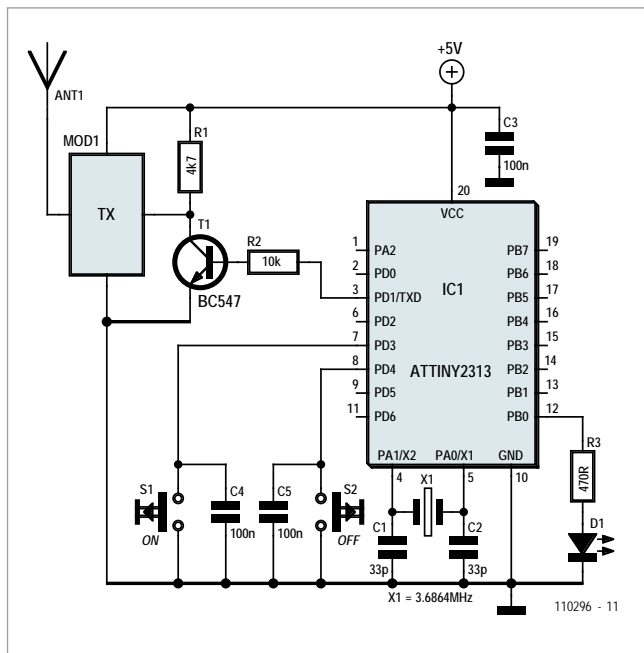 +5V
ANT1
MOD1
R1
4k7
C3
100n
TX
T1
R2
10k
BC547
20
VCC
IC1
ATTINY2313
1 PA2
2 PD0
3 PD1/TXD
6 PD2
7 PD3
8 PD4
9 PD5
11 PD6
PB7 19
PB6 18
PB5 17
PB4 16
PB3 15
PB2 14
PB1 13
PB0 12
PA1/X2
PA0/X1
GND
4
5
10
R3
470R
S1
ON
C4
100n
C5
100n
S2
OFF
X1
C1
33p
C2
33p
D1
X1 = 3.6864MHz
110296 - 11